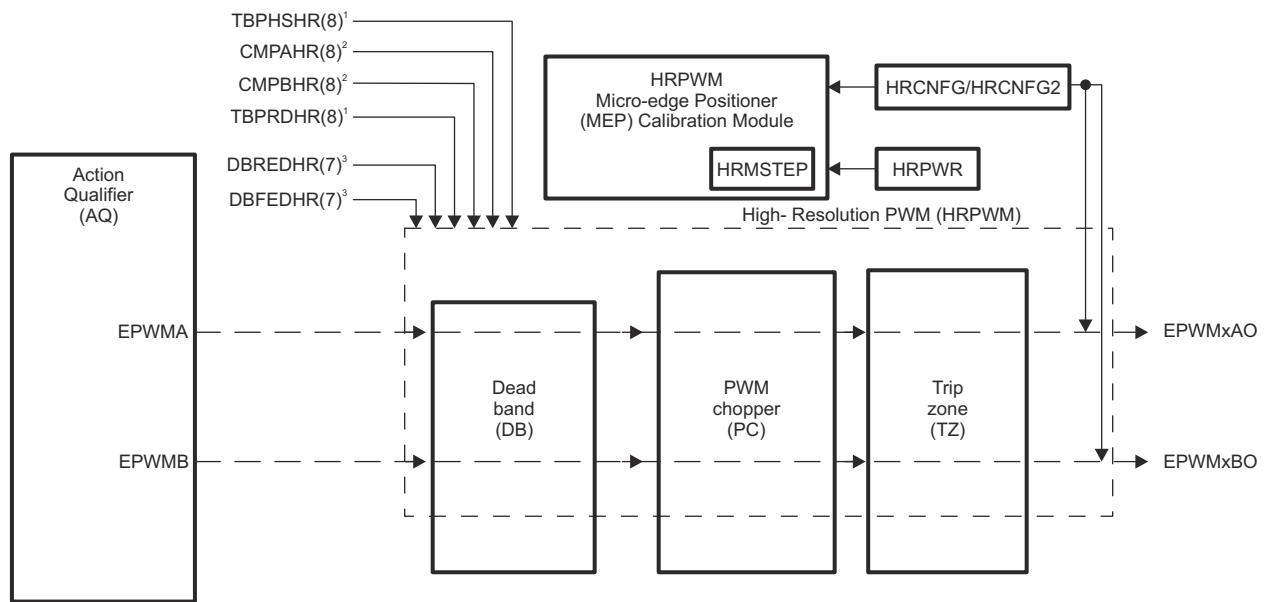 TBPHSHR(8)¹
CMPAHR(8)²
CMPBHR(8)²
TBPRDHR(8)¹
DBREDHR(7)³
DBFEDHR(7)³
HRPWM
Micro-edge Positioner
(MEP) Calibration Module
HRMSTEP
HRCNFG/HRCNFG2
HRPWR
High- Resolution PWM (HRPWM)
Action
Qualifier
(AQ)
EPWMA
EPWMB
Dead
band
(DB)
PWM
chopper
(PC)
Trip
zone
(TZ)
EPWMxAO
EPWMxBO